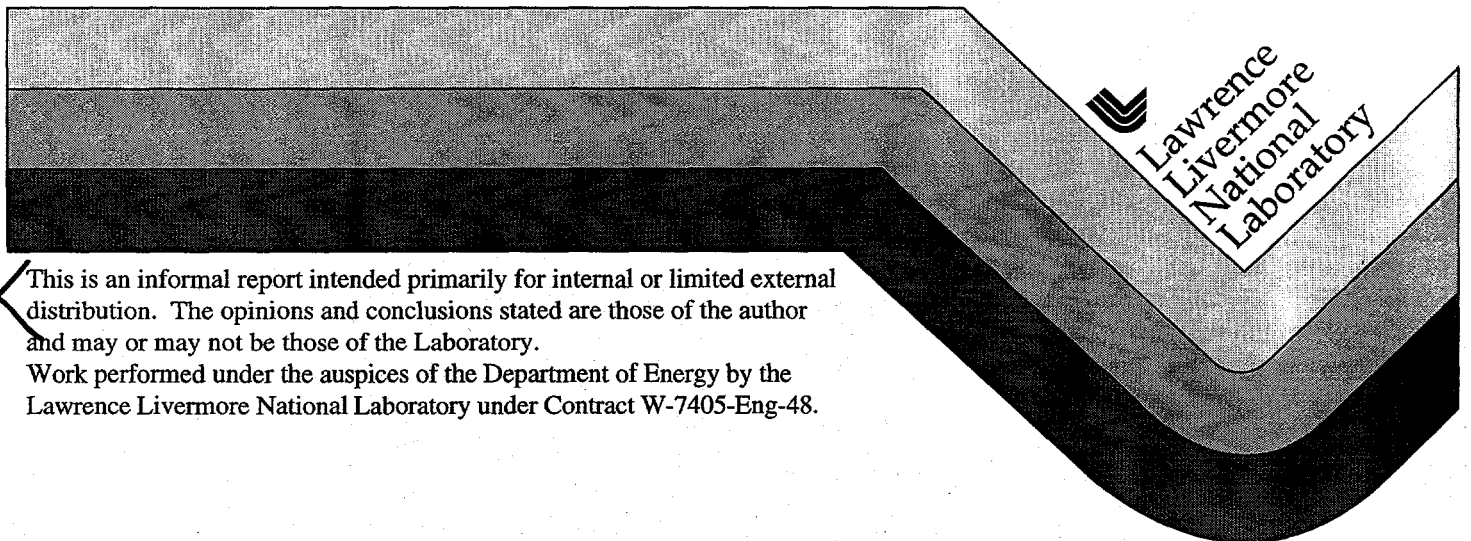 Lawrence
Livermore
National
Laboratory
This is an informal report intended primarily for internal or limited external
distribution. The opinions and conclusions stated are those of the author
and may or may not be those of the Laboratory.
Work performed under the auspices of the Department of Energy by the
Lawrence Livermore National Laboratory under Contract W-7405-Eng-48.